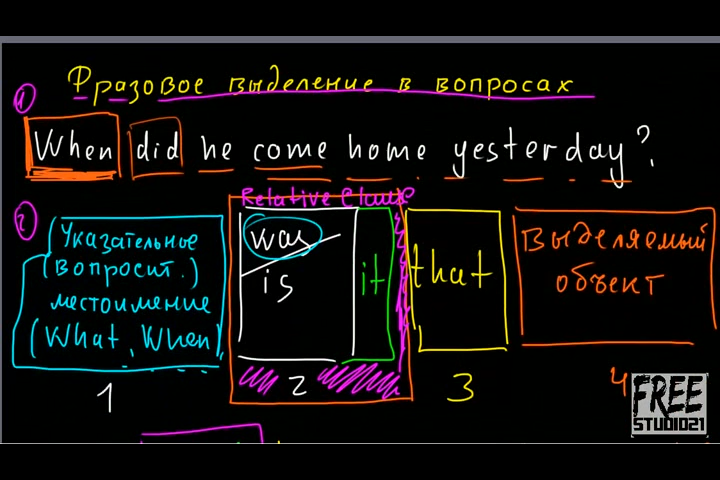 1 Фразовое выделение в вопросах
When did he come home yesterday?
Relative Clause
2
(Указательное
(вопросит.)
местоимение
(What, When)
was
is
it
that
Выделяемый
объект
1 2 3 4
FREE
STUDIO21